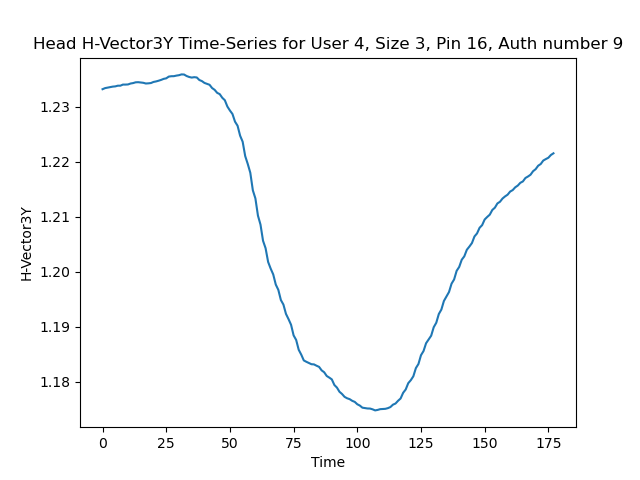 Head H-Vector3Y Time-Series for User 4, Size 3, Pin 16, Auth number 9
1.23
1.22
1.21
1.20
1.19
1.18
H-Vector3Y
0 25 50 75 100 125 150 175
Time